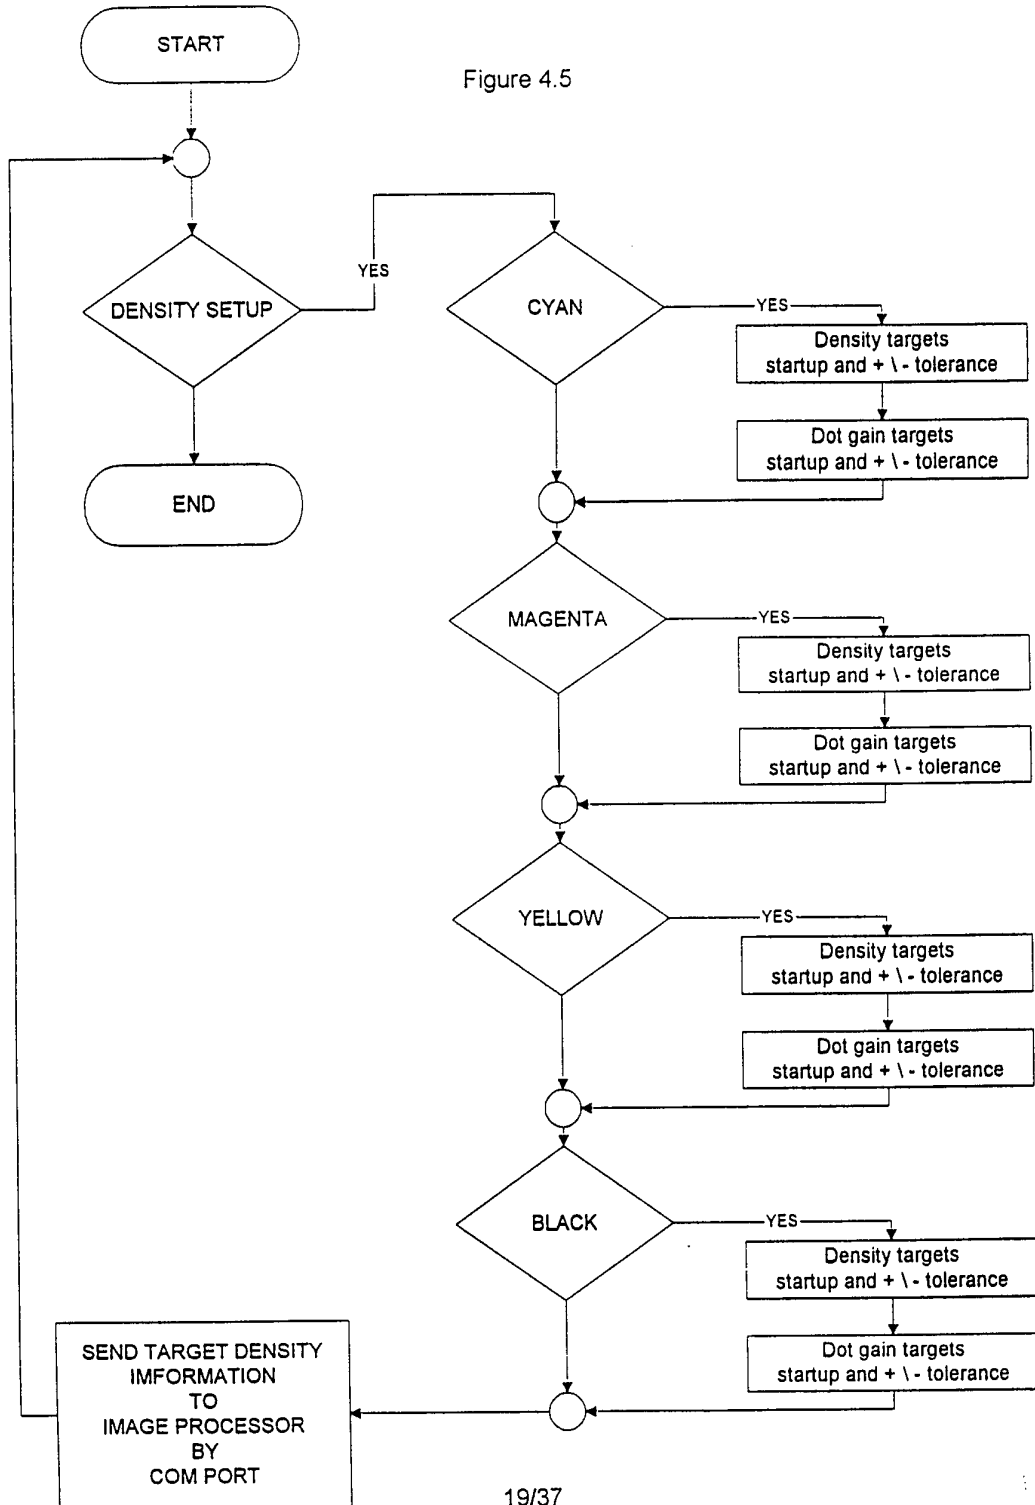 START
Figure 4.5
YES
DENSITY SETUP
CYAN
YES
Density targets
startup and + \ - tolerance
Dot gain targets
startup and + \ - tolerance
END
MAGENTA
YES
Density targets
startup and + \ - tolerance
Dot gain targets
startup and + \ - tolerance
YELLOW
YES
Density targets
startup and + \ - tolerance
Dot gain targets
startup and + \ - tolerance
BLACK
YES
Density targets
startup and + \ - tolerance
Dot gain targets
startup and + \ - tolerance
SEND TARGET DENSITY
IMFORMATION
TO
IMAGE PROCESSOR
BY
COM PORT
19/37